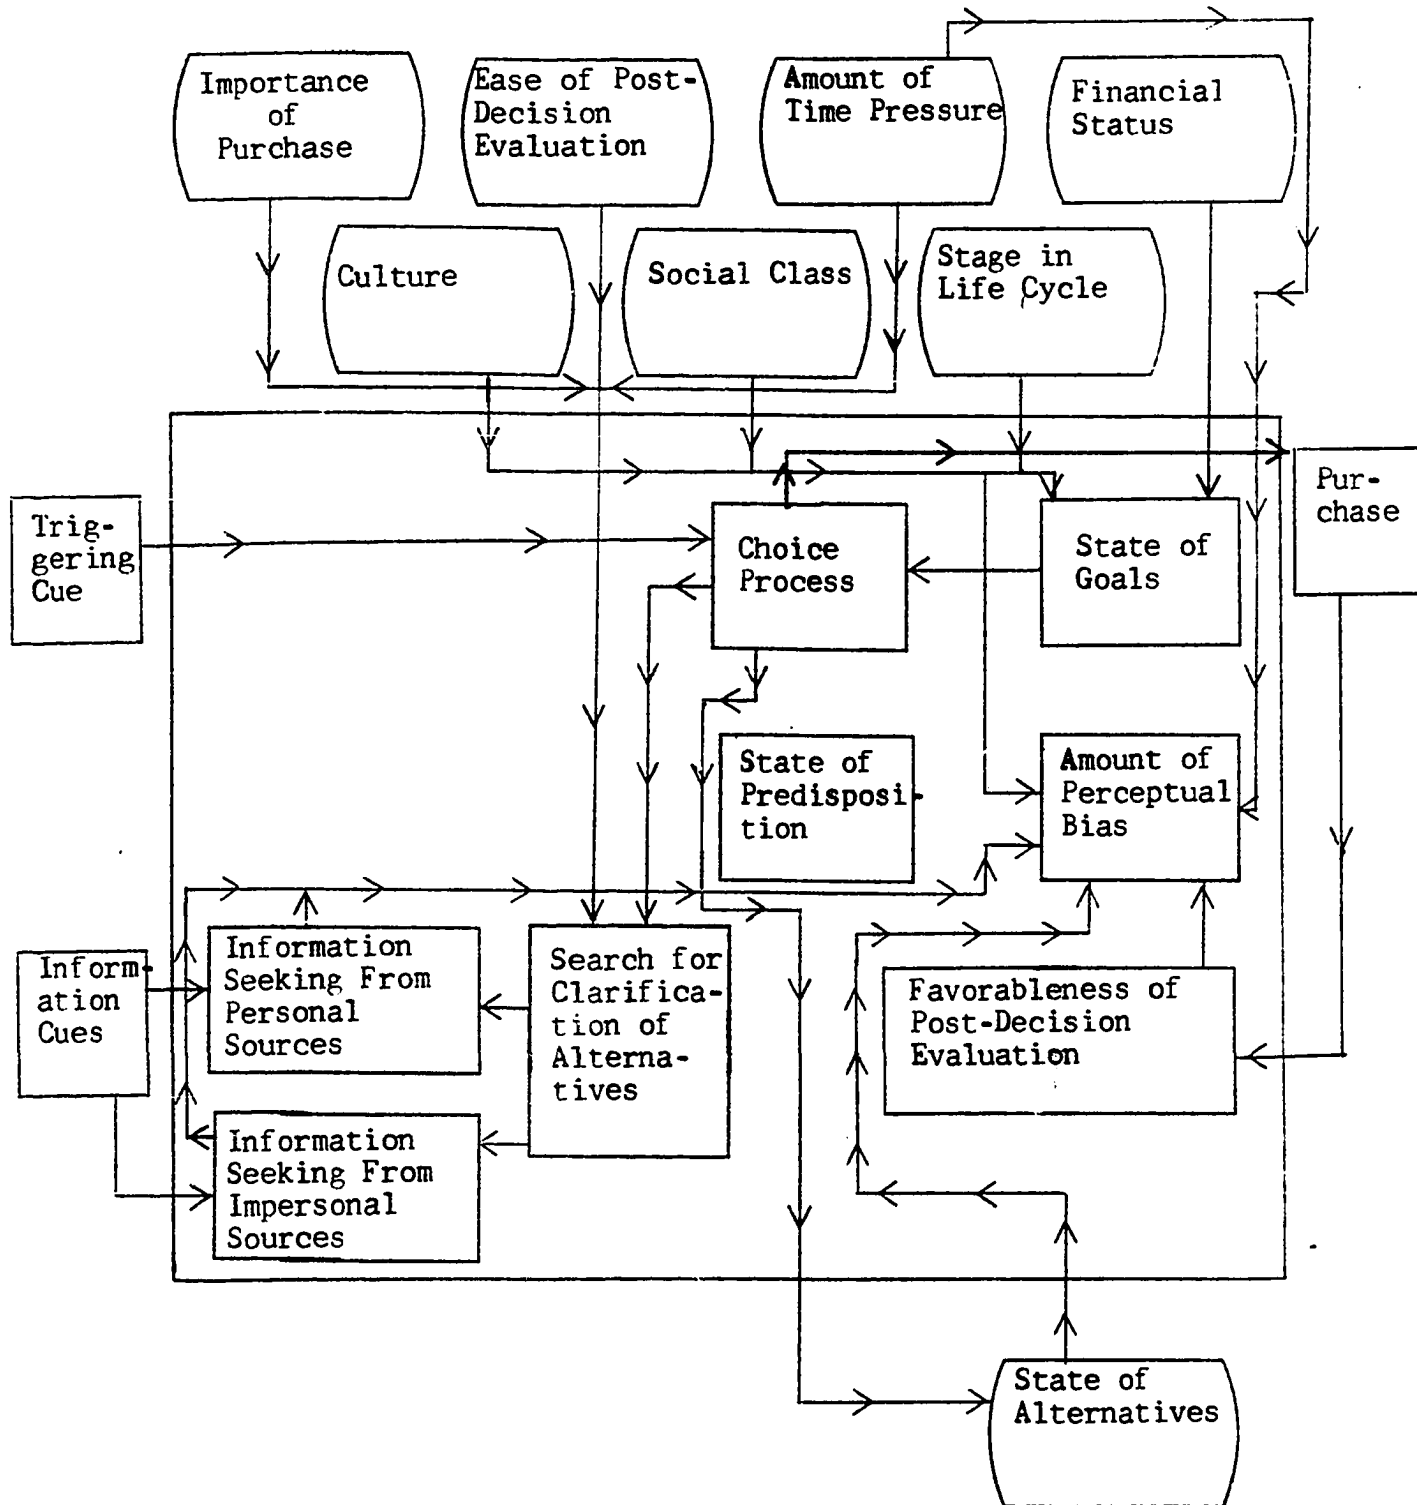 Importance
of
Purchase
Ease of Post-
Decision
Evaluation
Amount of
Time Pressure
Financial
Status
Culture
Social Class
Stage in
Life Cycle
Trig-
gering
Cue
Choice
Process
State of
Goals
Pur-
chase
State of
Predisposi-
tion
Amount of
Perceptual
Bias
Inform-
ation
Cues
Information
Seeking From
Personal
Sources
Search for
Clarifica-
tion of
Alterna-
tives
Favorableness of
Post-Decision
Evaluation
Information
Seeking From
Impersonal
Sources
State of
Alternatives